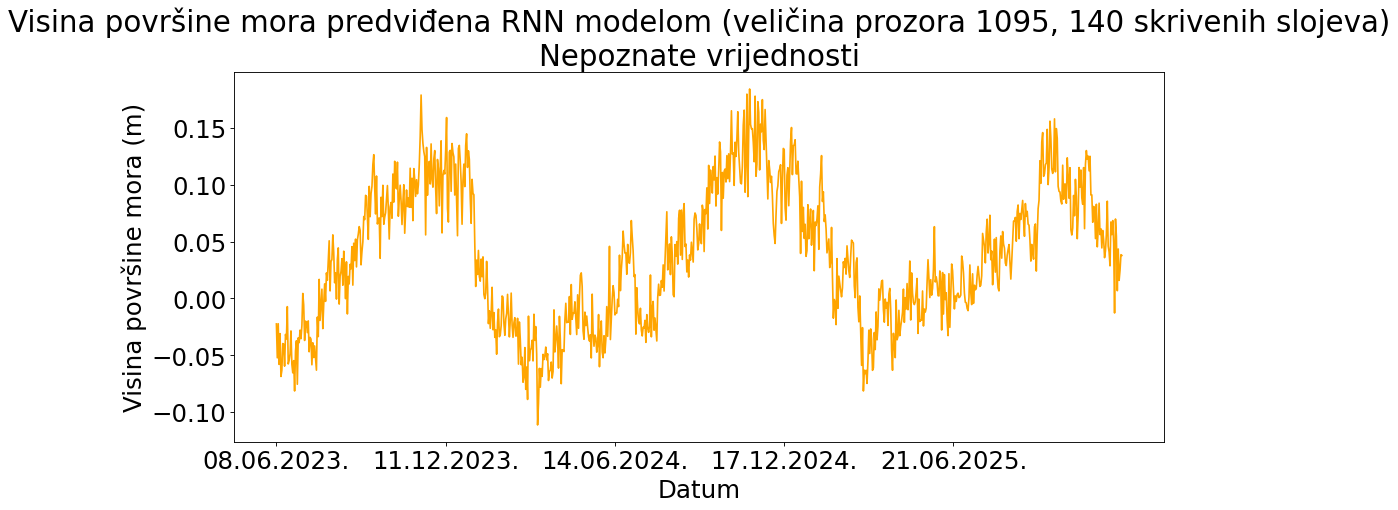 Visina površine mora predviđena RNN modelom (veličina prozora 1095, 140 skrivenih slojeva)
Nepoznate vrijednosti
Visina površine mora (m)
0.15
0.10
0.05
0.00
−0.05
−0.10
08.06.2023. 11.12.2023. 14.06.2024. 17.12.2024. 21.06.2025.
Datum